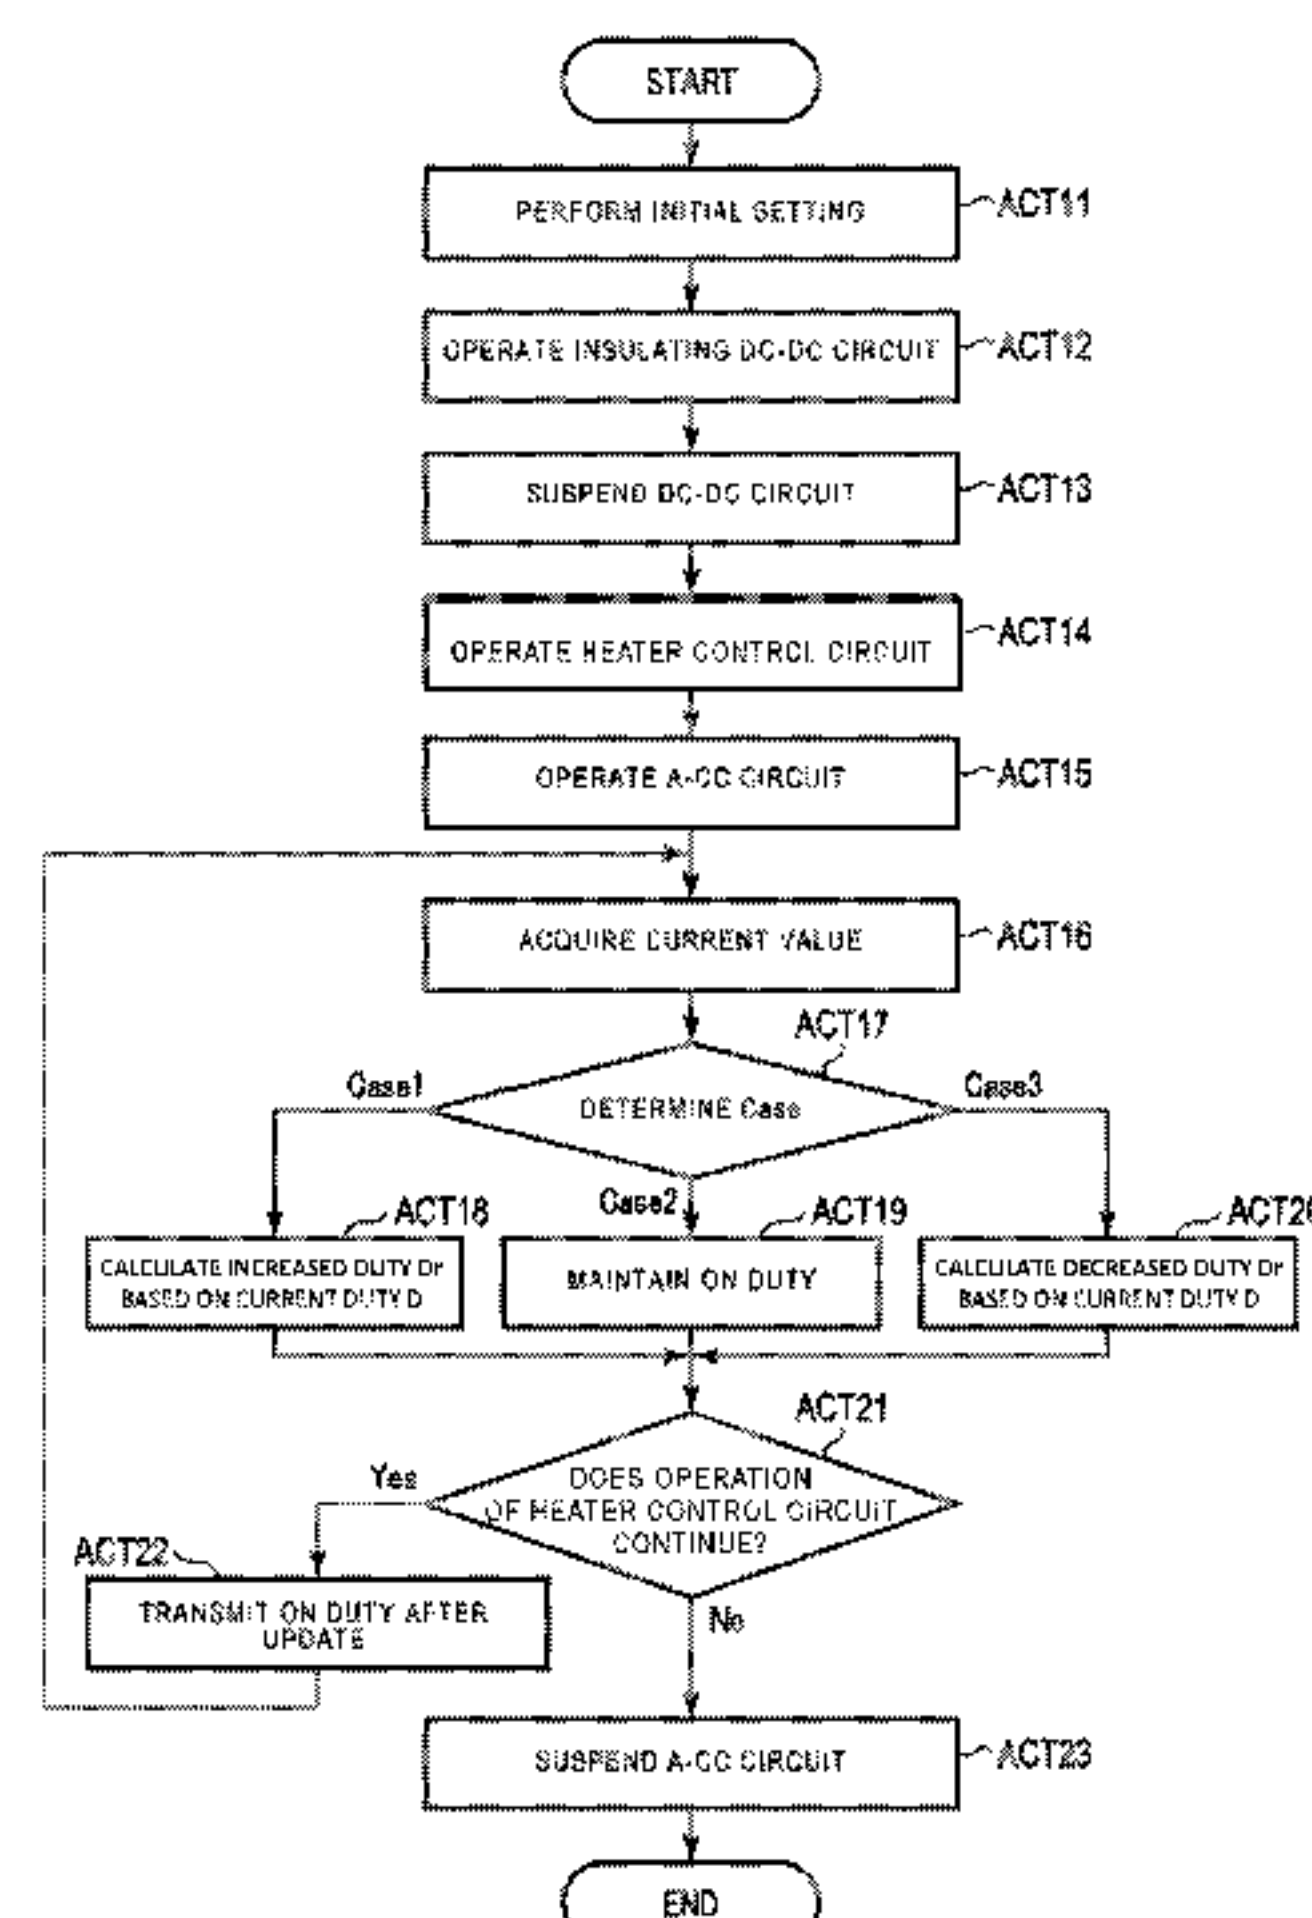 START
PERFORM INITIAL SETTING
ACT11
OPERATE INSULATING DC-DC CIRCUIT
ACT12
SUSPEND DC-DC CIRCUIT
ACT13
OPERATE HEATER CONTROL CIRCUIT
ACT14
OPERATE A-CC CIRCUIT
ACT15
ACQUIRE CURRENT VALUE
ACT16
ACT17
Case1
DETERMINE Case
Case3
Case2
ACT18
CALCULATE INCREASED DUTY Dr
BASED ON CURRENT DUTY D
ACT19
MAINTAIN ON DUTY
ACT20
CALCULATE DECREASED DUTY Dr
BASED ON CURRENT DUTY D
ACT21
DOES OPERATION
OF HEATER CONTROL CIRCUIT
CONTINUE?
Yes
No
ACT22
TRANSMIT ON DUTY AFTER
UPDATE
SUSPEND A-CC CIRCUIT
ACT23
END